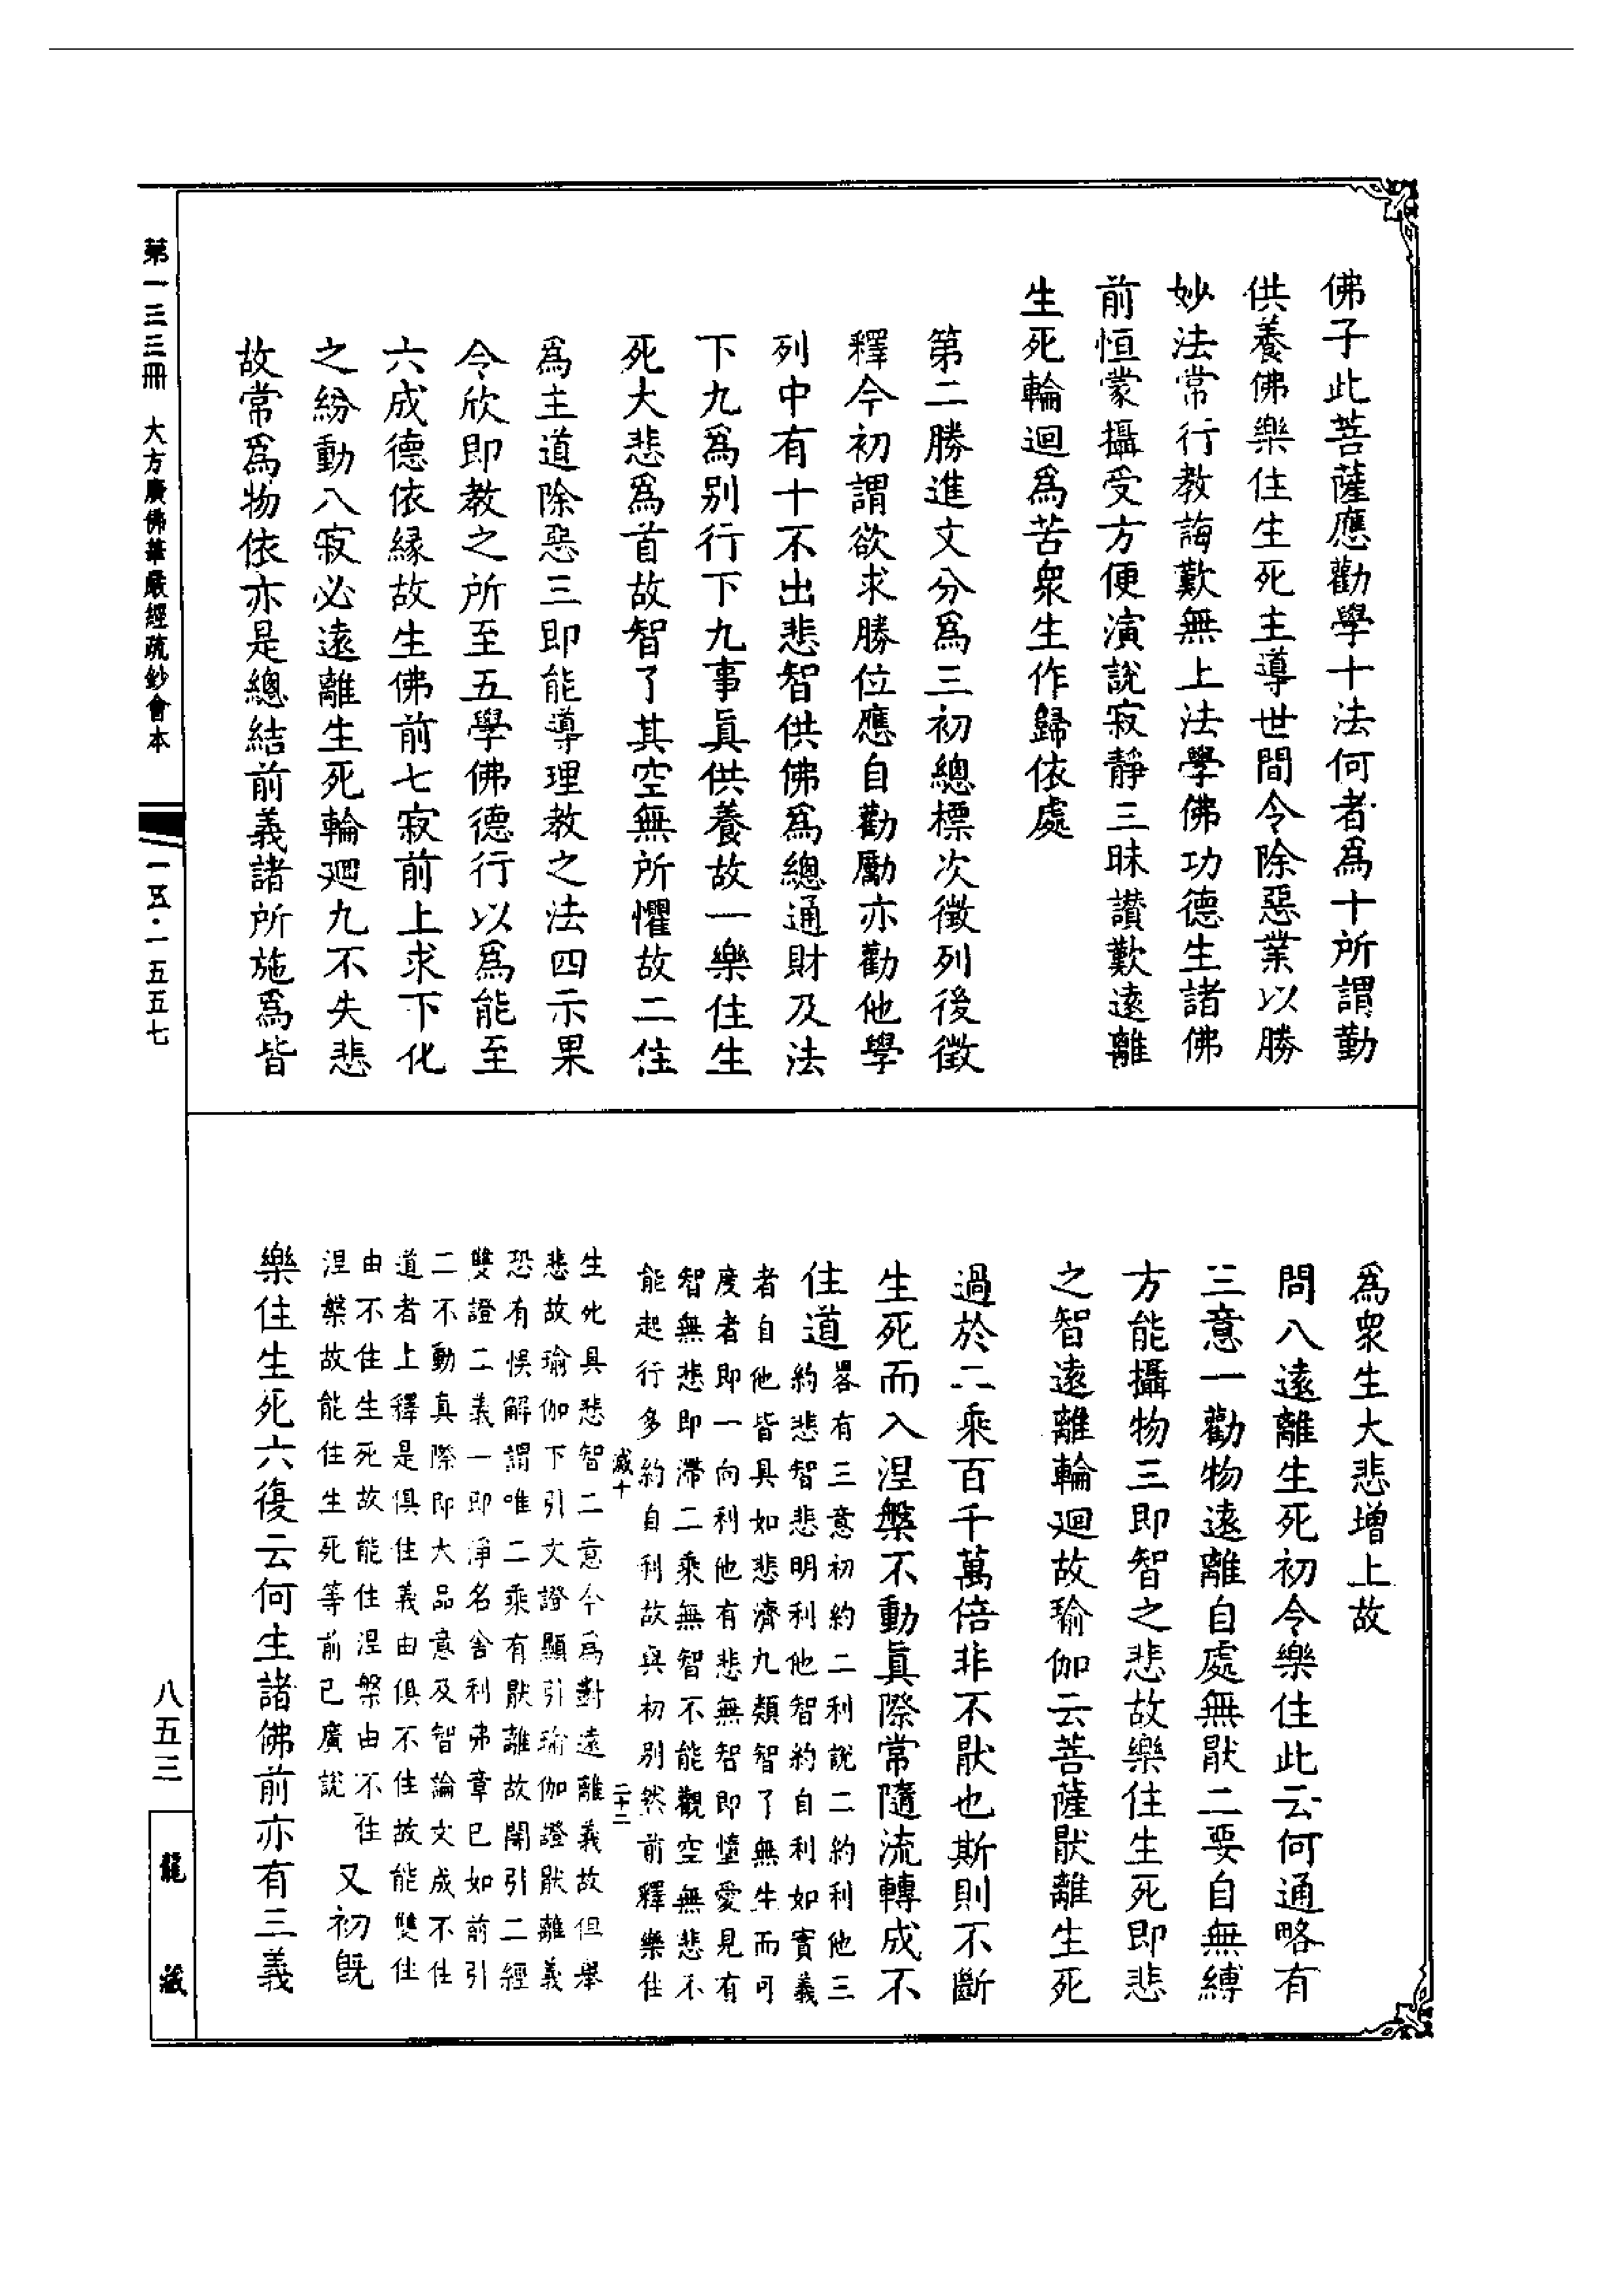 佛子此菩薩應勸學十法何者爲十所謂勤
供養佛樂住生死主導世間令除惡業以勝
妙法常行教誨歎無上法學佛功德生諸佛
前恒蒙攝受方便演說寂靜三昧讃歎遠離
生死輪迴爲苦衆生作歸依處
第二勝進文分爲三初總標次徵列後徵
釋今初謂欲求勝位應自勸勵亦勸他學
列中有十不出悲智供佛爲總通財及法
下九爲別行下九事眞供養故一樂住生
死大悲爲首故智了其空無所懼故二住
爲主道除惡三即能導理教之法四示果
令欣即教之所至五學佛德行以爲能至
六成德依緣故生佛前七寂前上求下化
之紛動八寂必遠離生死輪廻九不失悲
故常爲物依亦是總結前義諸所施爲皆
爲衆生大悲增上故
問八遠離生死初令樂住此云何通略有
三意一勸物遠離自處無厭二要自無縛
方能攝物三即智之悲故樂住生死即悲
之智遠離輪廻故瑜伽云菩薩猒離生死
過於二乘百千萬倍非不猒也斯則不斷
生死而入涅槃不動眞際常隨流轉成不
住道
畧有三意初約二利說二約利他三
約悲智悲明利他智約自利如實義
者自他皆具如悲濟九類智了無生而可
度者即一向利他有悲無智即墮愛見有
智無悲即滯二乘無智不能觀空無悲不
能起行多約自利故與初別然前釋樂住
減十
二十二
生死具悲智二意今爲對遠離義故但舉
悲故瑜伽下引文證顯引瑜伽證猒離義
恐有悞解謂唯二乘有猒離故開引二經
雙證二義一即淨名舍利弗章已如前引
二不動真際即大品意及智論文成不住
道者上釋是俱住義由俱不住故能雙住
由不住生死故能住涅槃由不住
涅槃故能住生死等前已廣說
又初旣
樂住生死六復云何生諸佛前亦有三義
第一三三冊
大方廣佛華嚴經疏鈔會本
一五·一五五七
八五三
龍藏